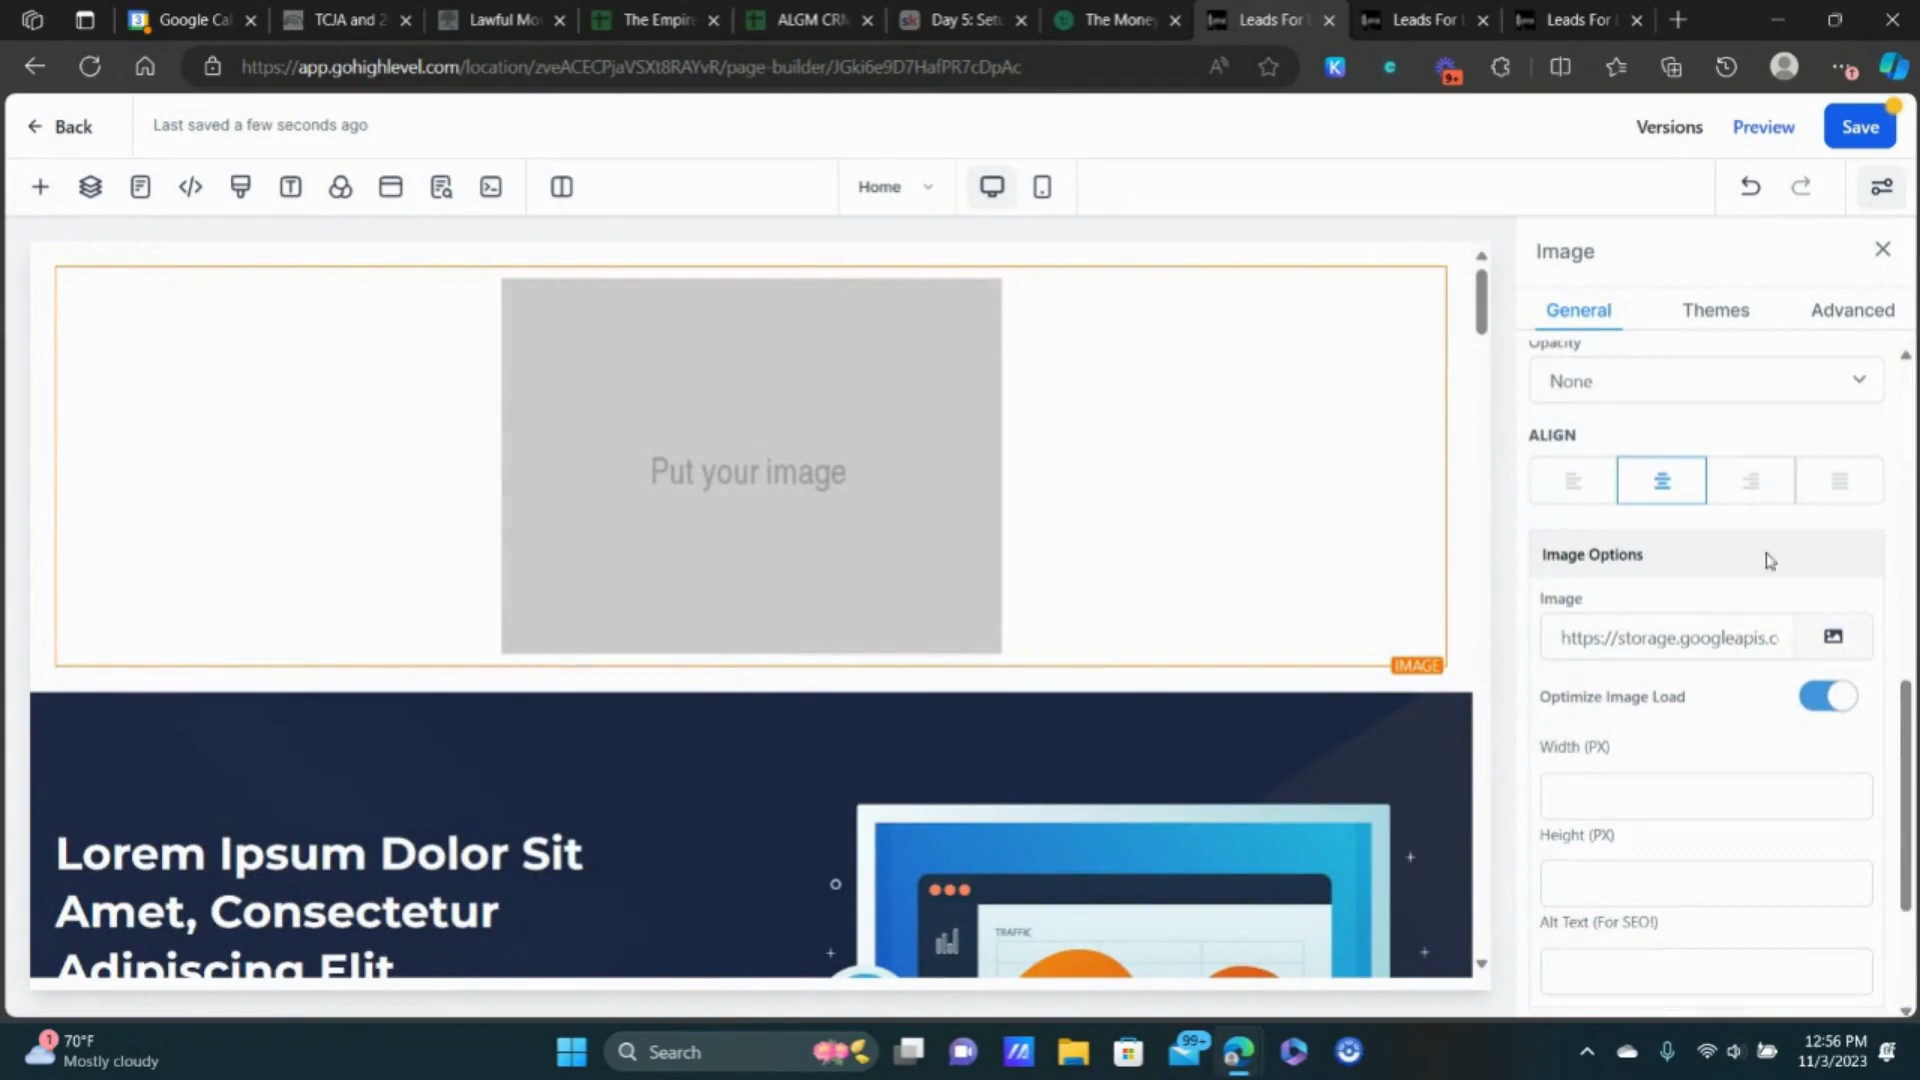 Google Cal
TCJA and 2
Lawful Mo
The Empire
ALGM CRM
Day 5: Setu
The Money
Leads For
Leads For
Leads For
https://app.gohighlevel.com/location/zveACECPjaVSXt8RAYvR/page-builder/JGki6e9D7HafPR7cDpAc
9+
Back
Last saved a few seconds ago
Versions
Preview
Save
Home
Image
General
Themes
Advanced
Opacity
None
ALIGN
Image Options
Image
https://storage.googleapis.c
Optimize Image Load
Width (PX)
Height (PX)
Alt Text (For SEO!)
Put your image
IMAGE
Lorem Ipsum Dolor Sit
Amet, Consectetur
Adipiscing Elit
TRAFFIC
1
70°F
Mostly cloudy
Search
99+
12:56 PM
11/3/2023